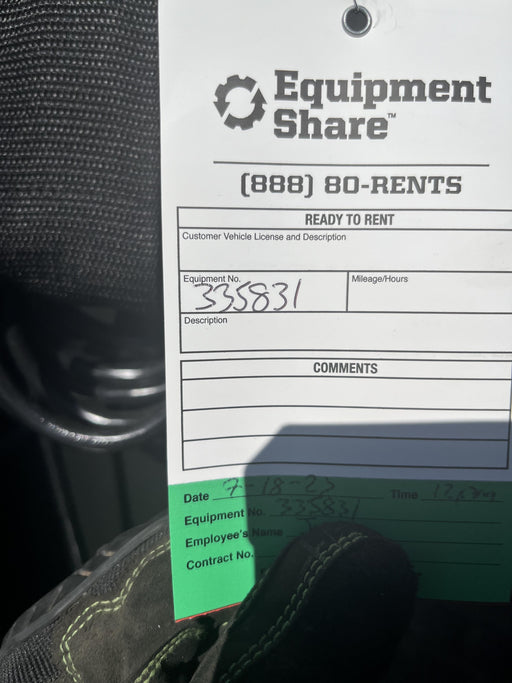 Equipment
Share™
(888) 80-RENTS
READY TO RENT
Customer Vehicle License and Description
Equipment No. Mileage/Hours
335831
Description
COMMENTS
Date 7-18-23 Time
Equipment No. 335831
Employee's Name
Contract No.